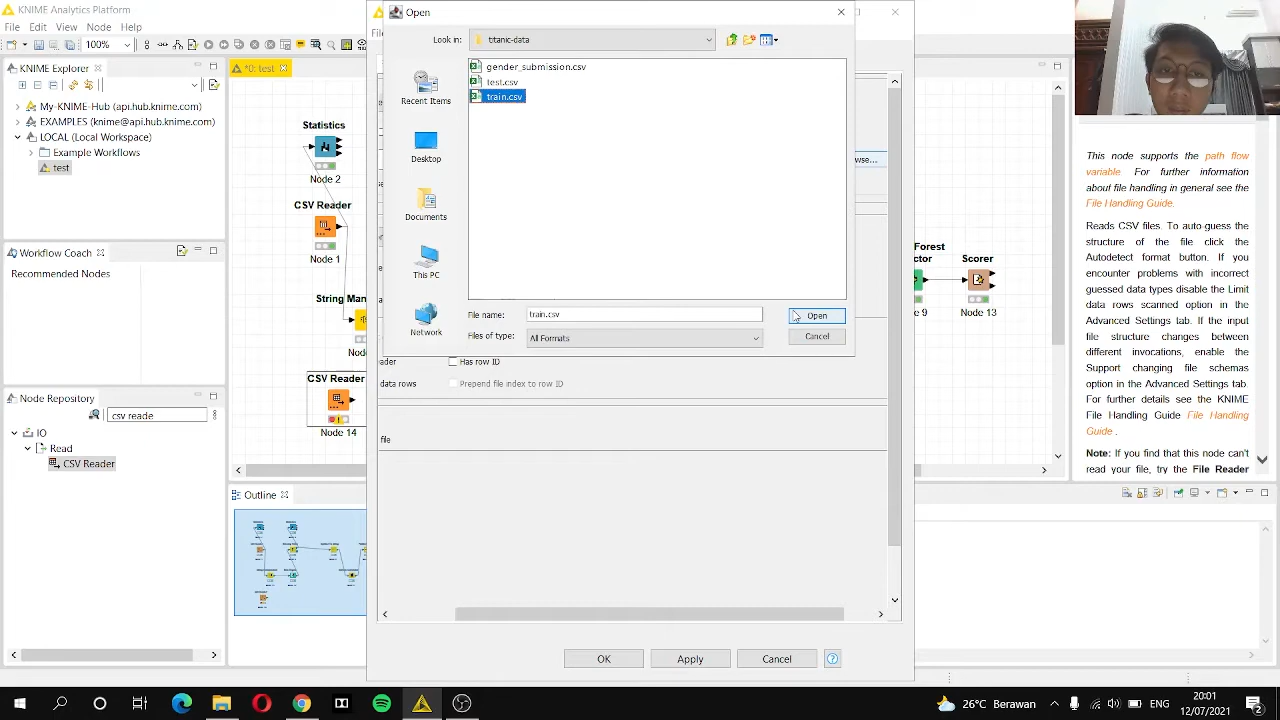 KNIME Analytics Platform
File Edit View Node Help
100%
KNIME Explorer
My KNIME-Hub (api.hub.knime.com)
EXAMPLES (knime@api.hub.knime.com)
LOCAL (Local Workspace)
Example Workflows
test
Workflow Coach
Recommended Nodes
Node Repository
csv reade
IO
Read
CSV Reader
*0: test
Statistics
Node 2
CSV Reader
Node 1
String Man
CSV Reader
Node 14
Outline
Open
Look in:
titanic-data
gender_submission.csv
test.csv
train.csv
Recent Items
Desktop
Documents
This PC
Network
File name:
train.csv
Open
Files of type:
All Formats
Cancel
wse...
Has row ID
data rows
Prepend file index to row ID
file
OK
Apply
Cancel
Forest
Scorer
Node 13
This node supports the path flow
variable For further information
about file handling in general see the
File Handling Guide.
Reads CSV files. To auto guess the
structure of the file click the
Autodetect format button. If you
encounter problems with incorrect
guessed data types disable the Limit
data rows scanned option in the
Advanced Settings tab. If the input
file structure changes between
different invocations, enable the
Support changing file schemas
option in the Advanced Settings tab.
For further details see the KNIME
File Handling Guide File Handling
Guide .
Note: If you find that this node can't
read your file, try the File Reader
26°C Berawan
ENG
20:01
12/07/2021